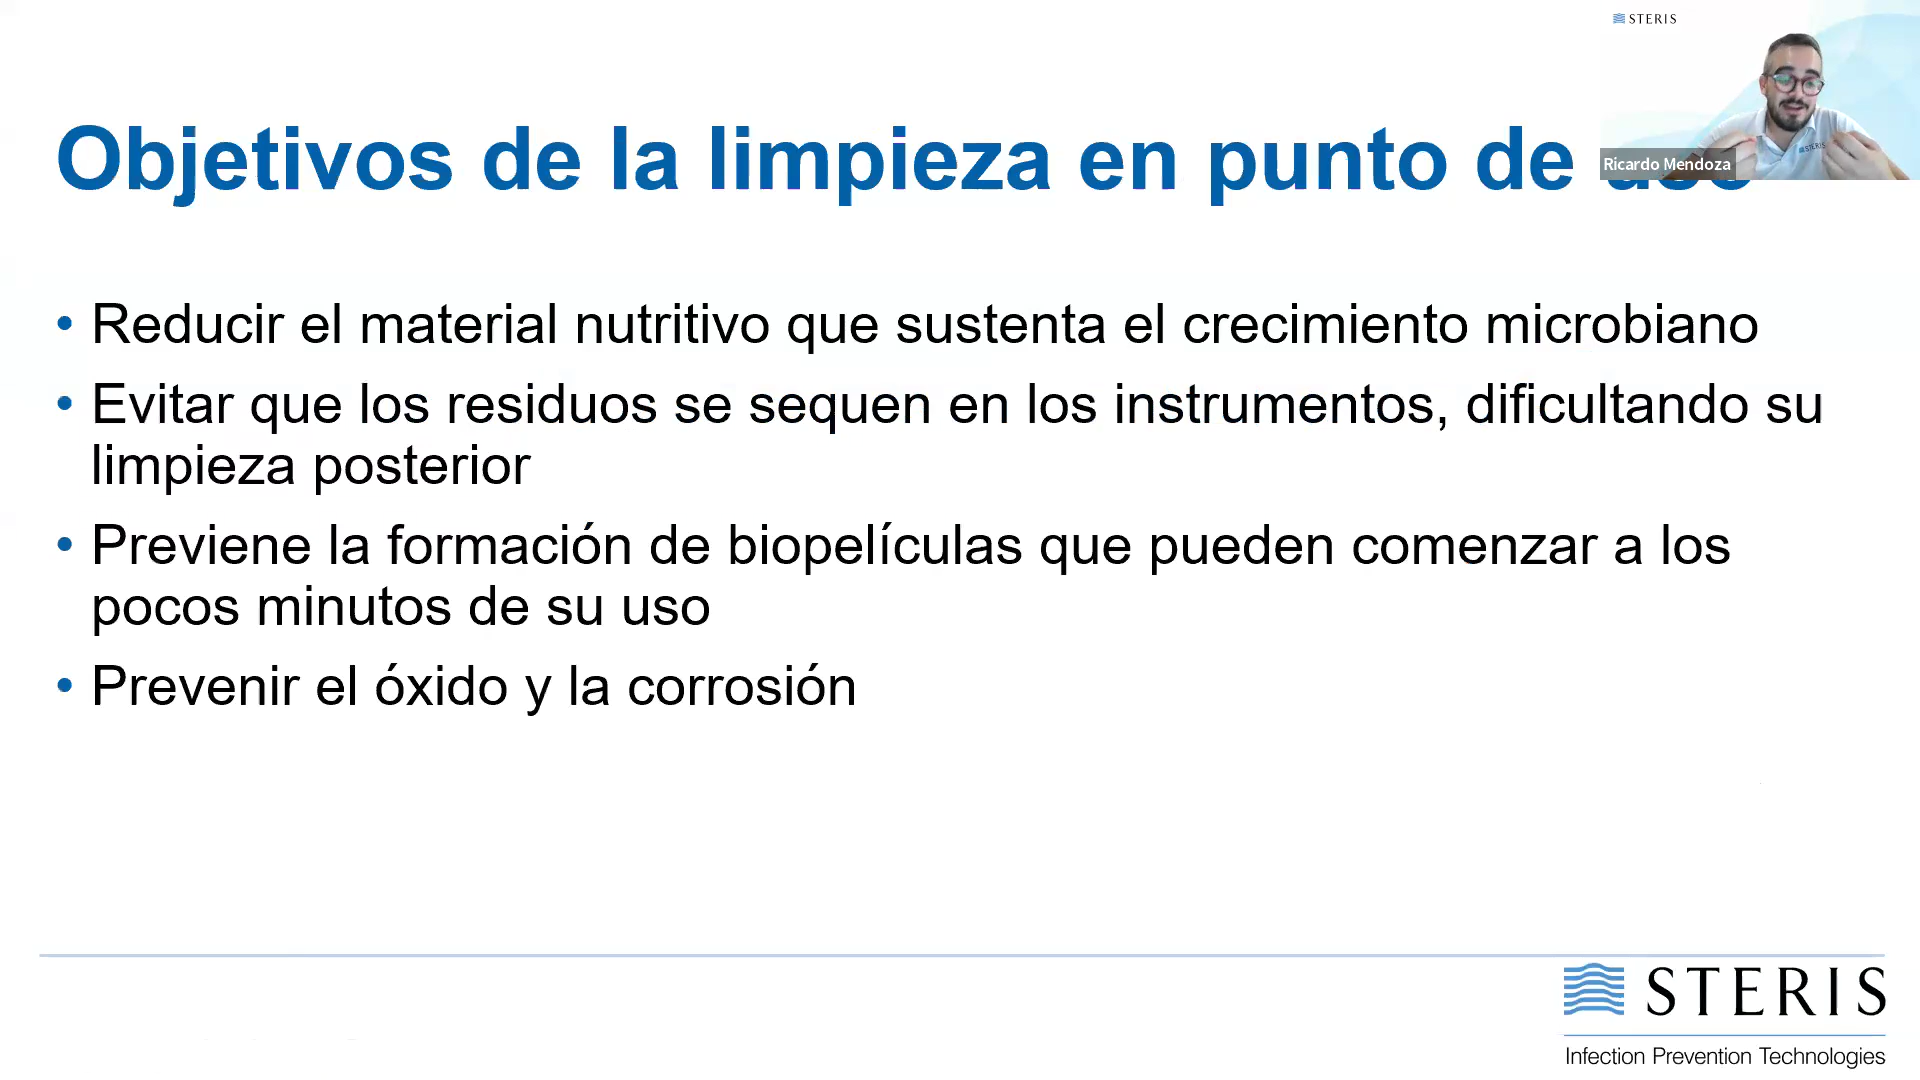 STERIS
Objetivos de la limpieza en punto de
Ricardo Mendoza
STERIS
• Reducir el material nutritivo que sustenta el crecimiento microbiano
• Evitar que los residuos se sequen en los instrumentos, dificultando su
limpieza posterior
• Previene la formación de biopelículas que pueden comenzar a los
pocos minutos de su uso
• Prevenir el óxido y la corrosión
STERIS
Infection Prevention Technologies